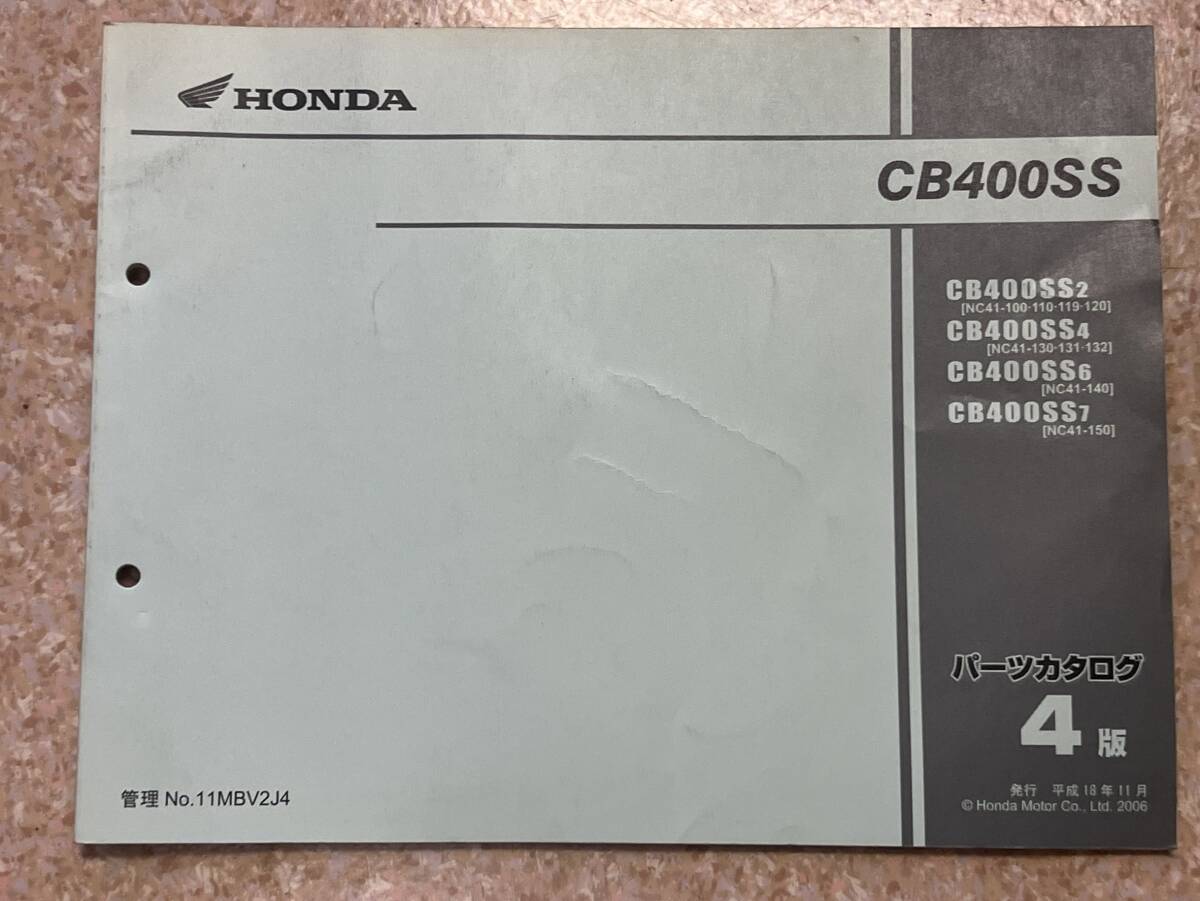 HONDA
CB400SS
CB400SS2
[NC41-100·110·119·120]
CB400SS4
[NC41-130·131·132]
CB400SS6
[NC41-140]
CB400SS7
[NC41-150]
パーツカタログ
4版
管理 No.11MBV2J4
発行 平成18年11月
© Honda Motor Co., Ltd. 2006